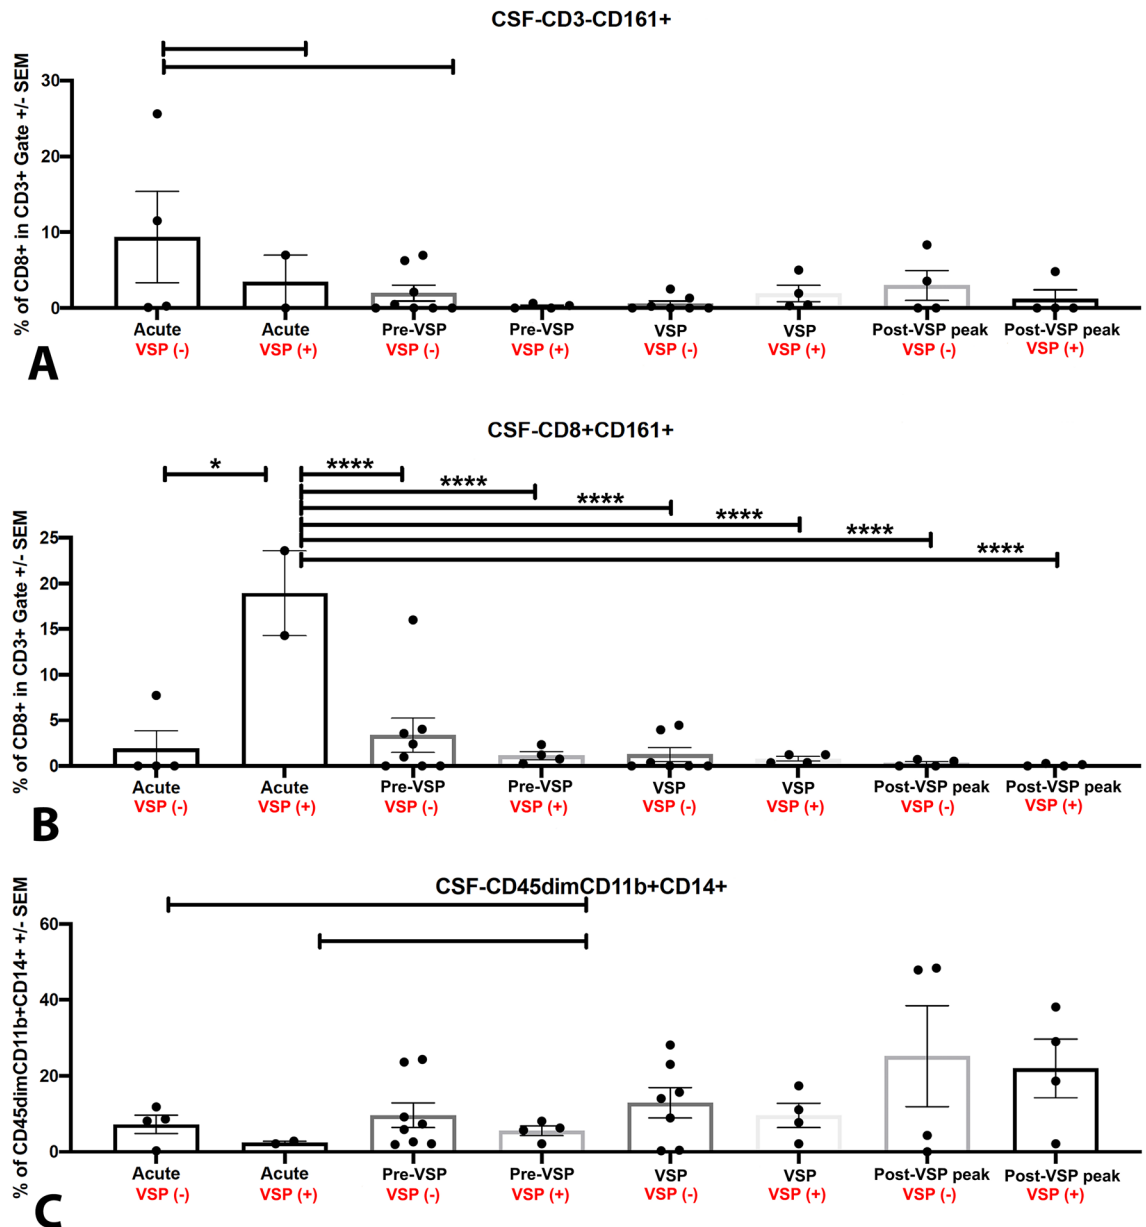 CSF-CD3-CD161+
% of CD8+ in CD3+ Gate +/- SEM
30
20
10
0
Acute Acute Pre-VSP Pre-VSP VSP VSP Post-VSP peak Post-VSP peak
VSP (-) VSP (+) VSP (-) VSP (+) VSP (-) VSP (+) VSP (-) VSP (+)
A
CSF-CD8+CD161+
* ****
****
****
****
****
****
% of CD8+ in CD3+ Gate +/- SEM
25
20
15
10
5
0
Acute Acute Pre-VSP Pre-VSP VSP VSP Post-VSP peak Post-VSP peak
VSP (-) VSP (+) VSP (-) VSP (+) VSP (-) VSP (+) VSP (-) VSP (+)
B
CSF-CD45dimCD11b+CD14+
% of CD45dimCD11b+CD14+ +/- SEM
60
40
20
0
Acute Acute Pre-VSP Pre-VSP VSP VSP Post-VSP peak Post-VSP peak
VSP (-) VSP (+) VSP (-) VSP (+) VSP (-) VSP (+) VSP (-) VSP (+)
C